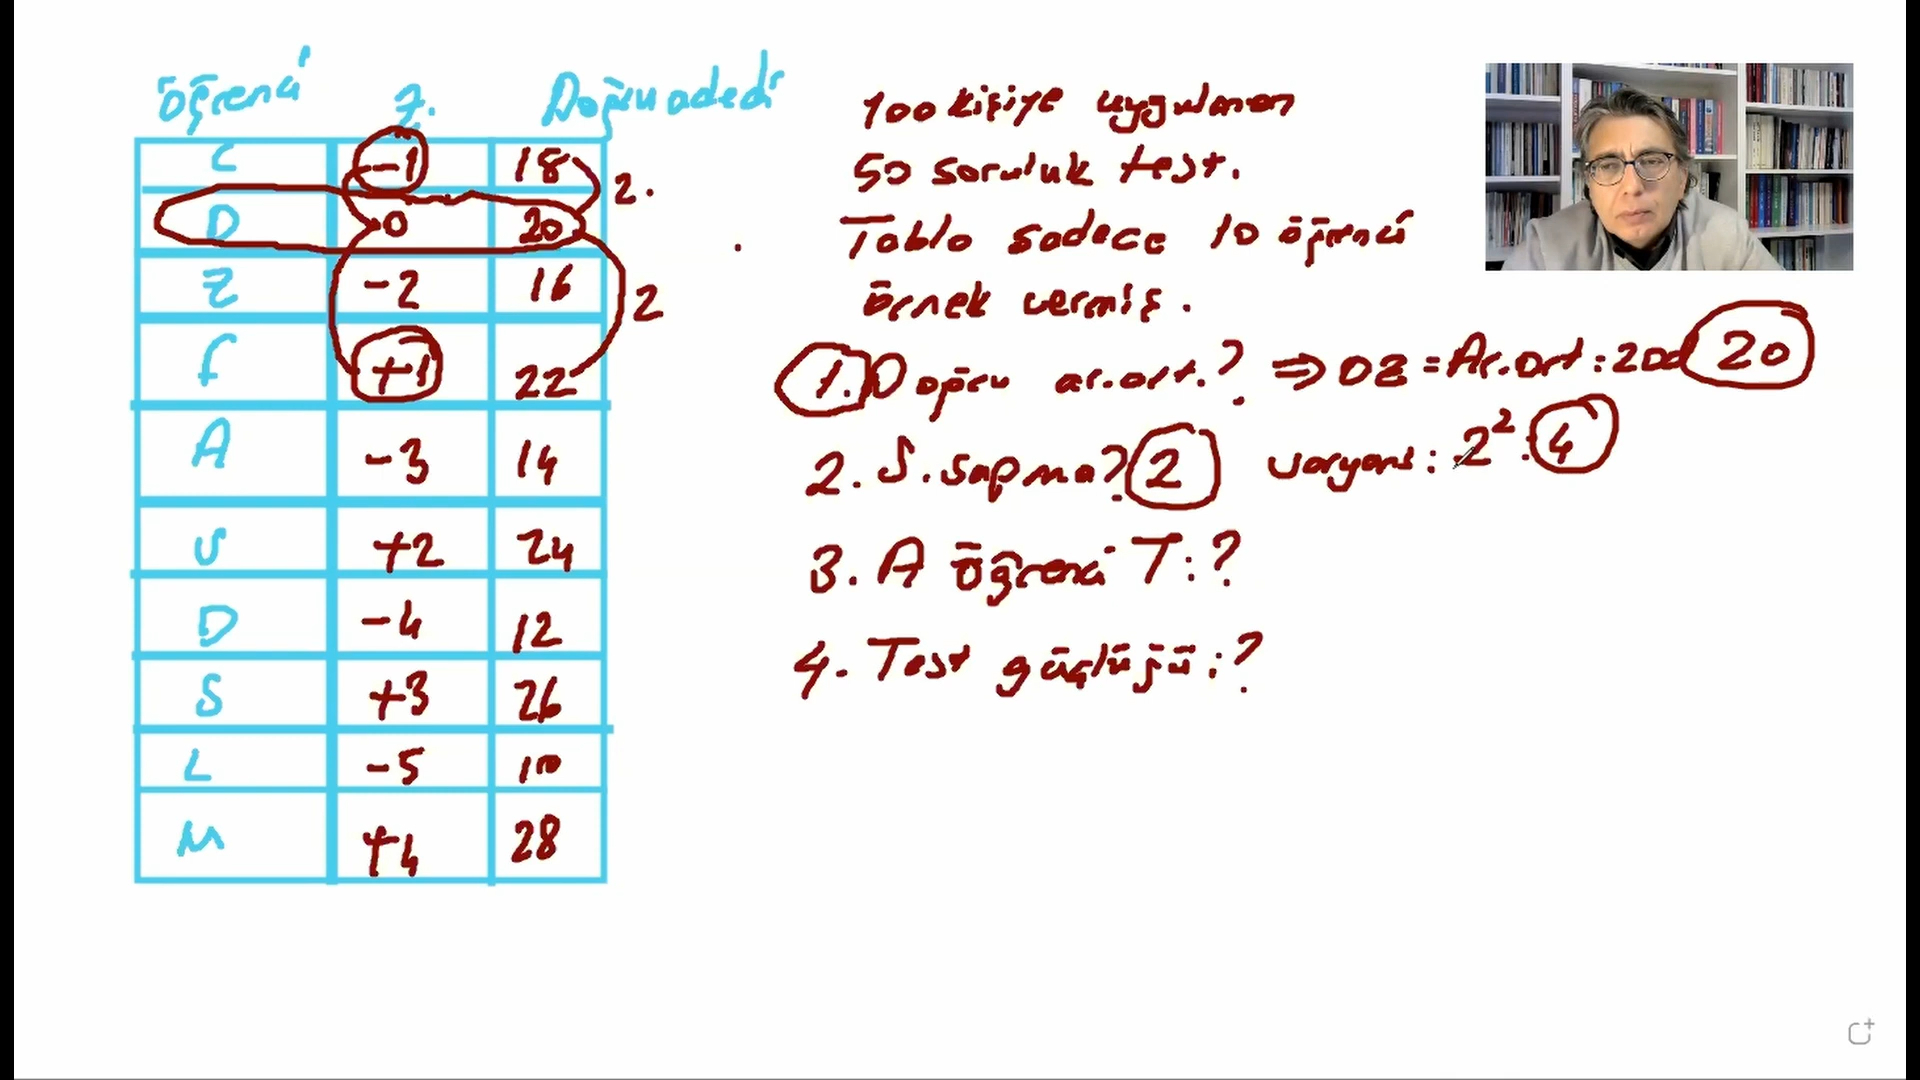 Öğrenci Z. Doğru adedi
C -1 18
D 0 20
Z -2 16
F +1 22
A -3 14
U +2 24
D -4 12
S +3 26
L -5 10
M +4 28
2.
2
100 kişiye uygulanan
50 soruluk test.
Tablo sadece 10 öğrenci
örnek vermiş.
1. Doğru ar.ort.? ⇒ OZ = Ar.ort: 20 20
2. S.sapma? 2 varyans: 2² : 4
3. A öğrenci T:?
4. Test güçlüğü:?